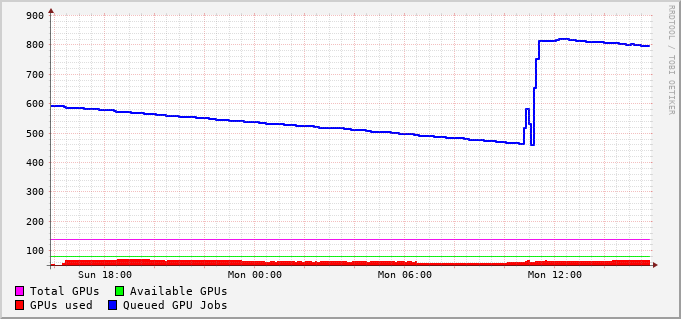 900
800
700
600
500
400
300
200
100
Sun 18:00 Mon 00:00 Mon 06:00 Mon 12:00
Total GPUs Available GPUs
GPUs used Queued GPU Jobs
RRDTOOL / TOBI OETIKER